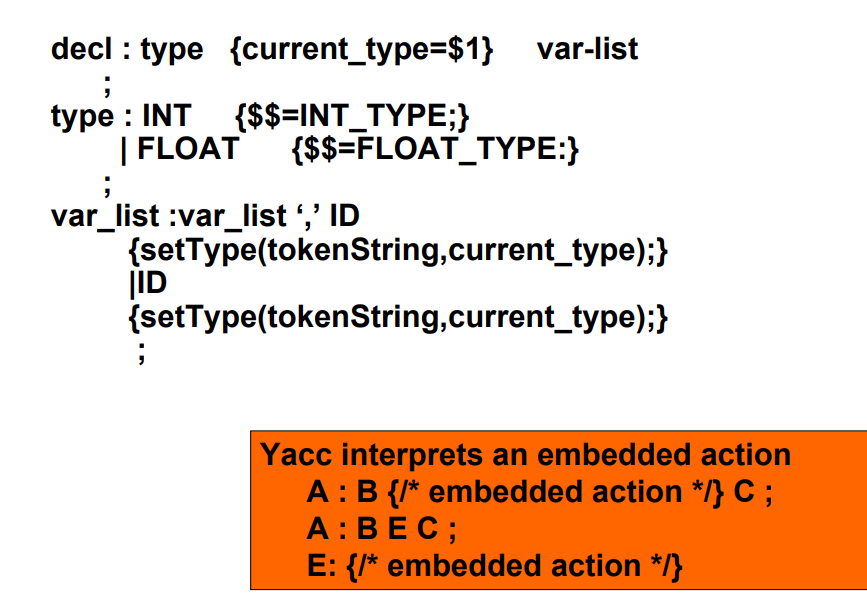 decl : type {current_type=$1} var-list
;
type : INT {$$=INT_TYPE;}
| FLOAT {$$=FLOAT_TYPE:}
;
var_list :var_list ‘,’ ID
{setType(tokenString,current_type);}
|ID
{setType(tokenString,current_type);}
;
Yacc interprets an embedded action
A : B {/* embedded action */} C ;
A : B E C ;
E: {/* embedded action */}